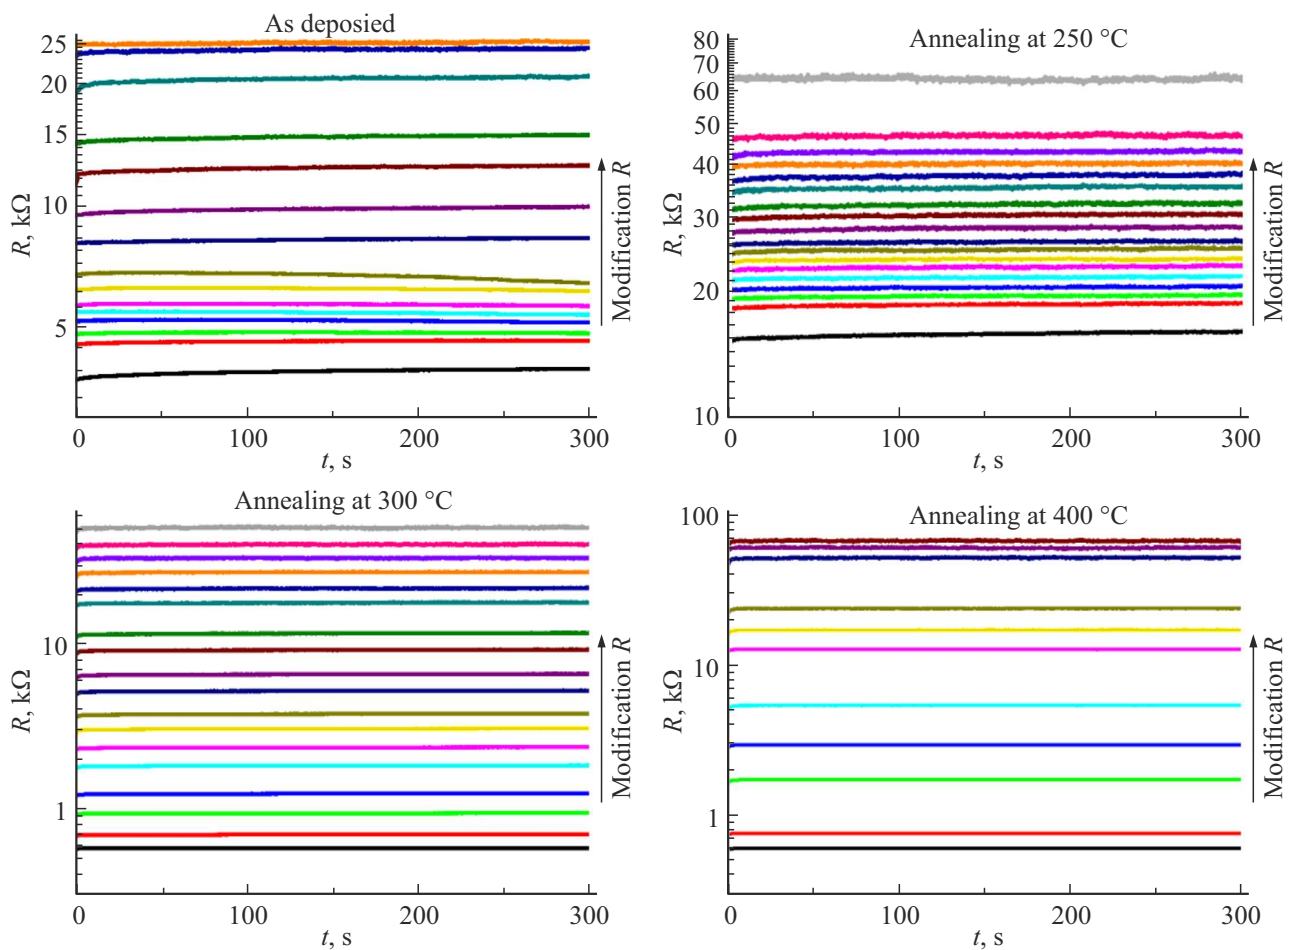 As deposied
25
20
15
10
5
R, kΩ
Modification R
0 100 200 300
t, s
Annealing at 250 °C
80
70
60
50
40
30
20
10
R, kΩ
Modification R
0 100 200 300
t, s
Annealing at 300 °C
10
1
R, kΩ
Modification R
0 100 200 300
t, s
Annealing at 400 °C
100
10
1
R, kΩ
Modification R
0 100 200 300
t, s